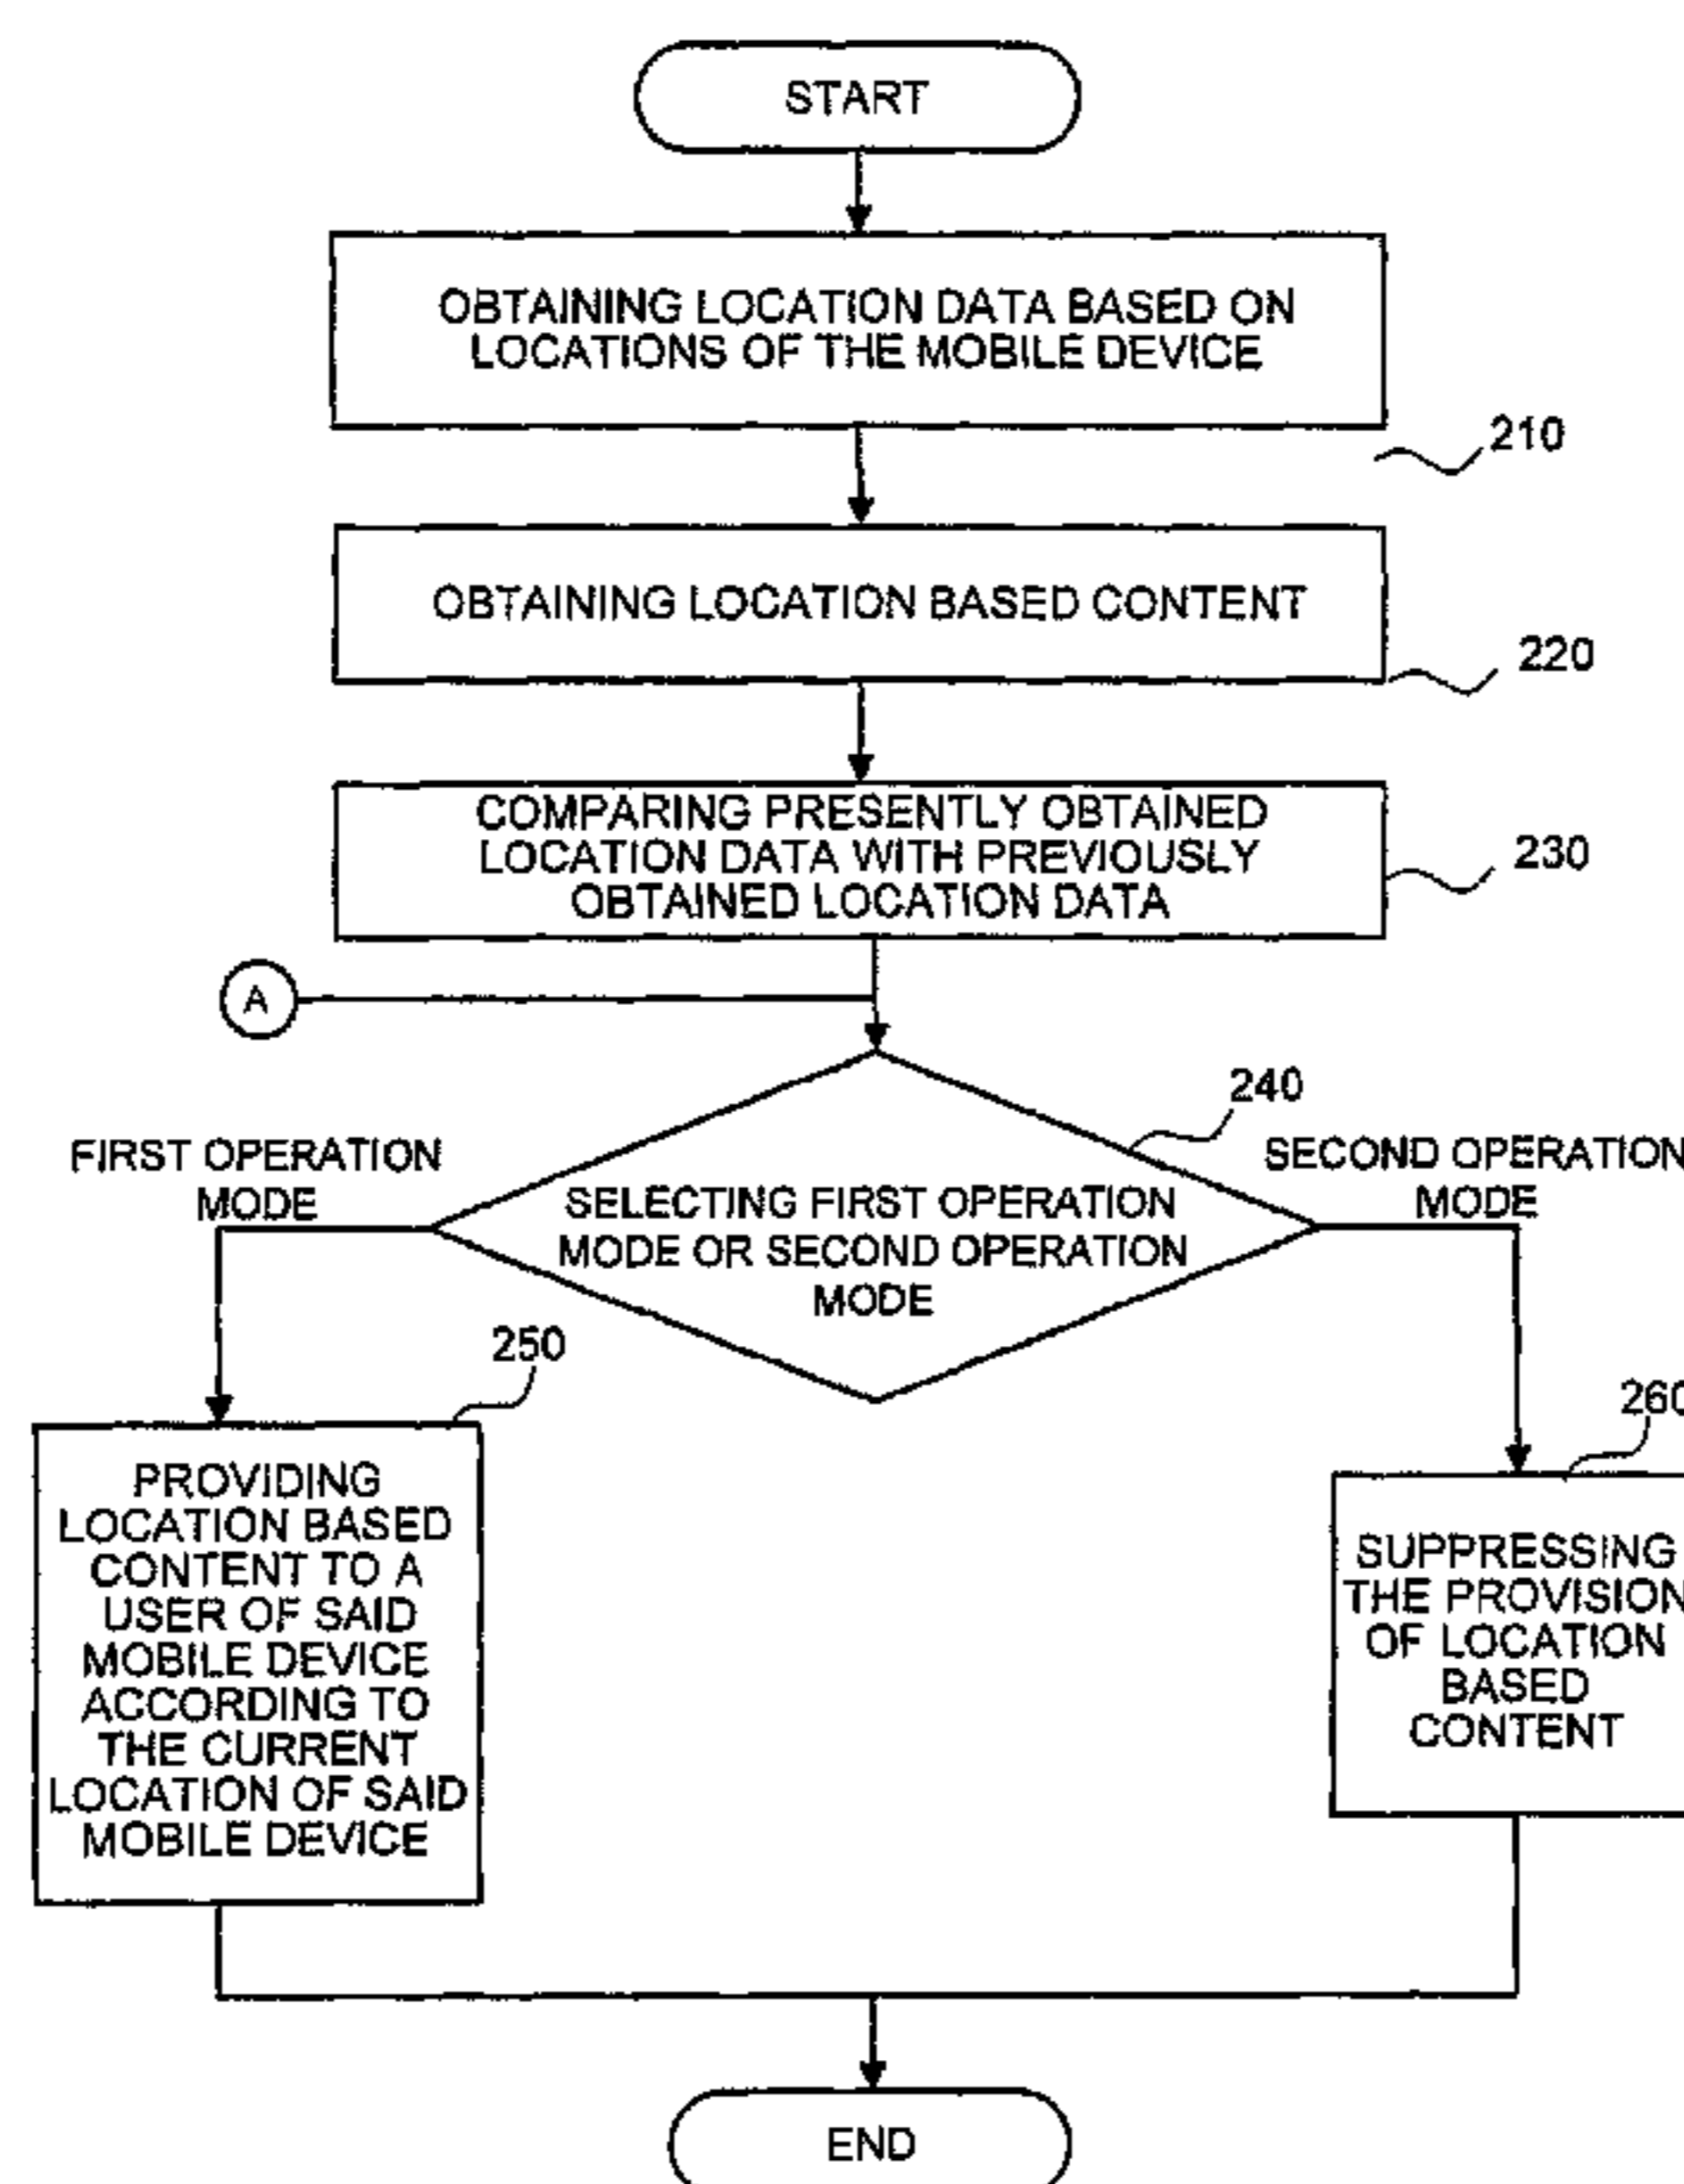 START
OBTAINING LOCATION DATA BASED ON
LOCATIONS OF THE MOBILE DEVICE
210
OBTAINING LOCATION BASED CONTENT
220
COMPARING PRESENTLY OBTAINED
LOCATION DATA WITH PREVIOUSLY
OBTAINED LOCATION DATA
230
A
240
FIRST OPERATION
MODE
SELECTING FIRST OPERATION
MODE OR SECOND OPERATION
MODE
SECOND OPERATION
MODE
250
PROVIDING
LOCATION BASED
CONTENT TO A
USER OF SAID
MOBILE DEVICE
ACCORDING TO
THE CURRENT
LOCATION OF SAID
MOBILE DEVICE
260
SUPPRESSING
THE PROVISION
OF LOCATION
BASED
CONTENT
END